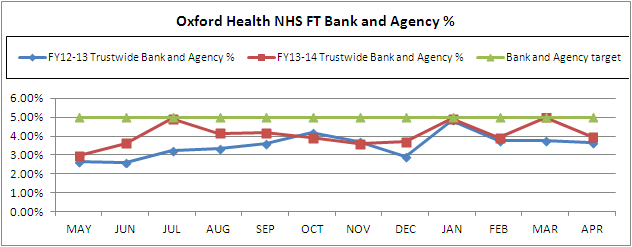 Oxford Health NHS FT Bank and Agency %
FY12-13 Trustwide Bank and Agency % FY13-14 Trustwide Bank and Agency % Bank and Agency target
6.00%
5.00%
4.00%
3.00%
2.00%
1.00%
0.00%
MAY JUN JUL AUG SEP OCT NOV DEC JAN FEB MAR APR